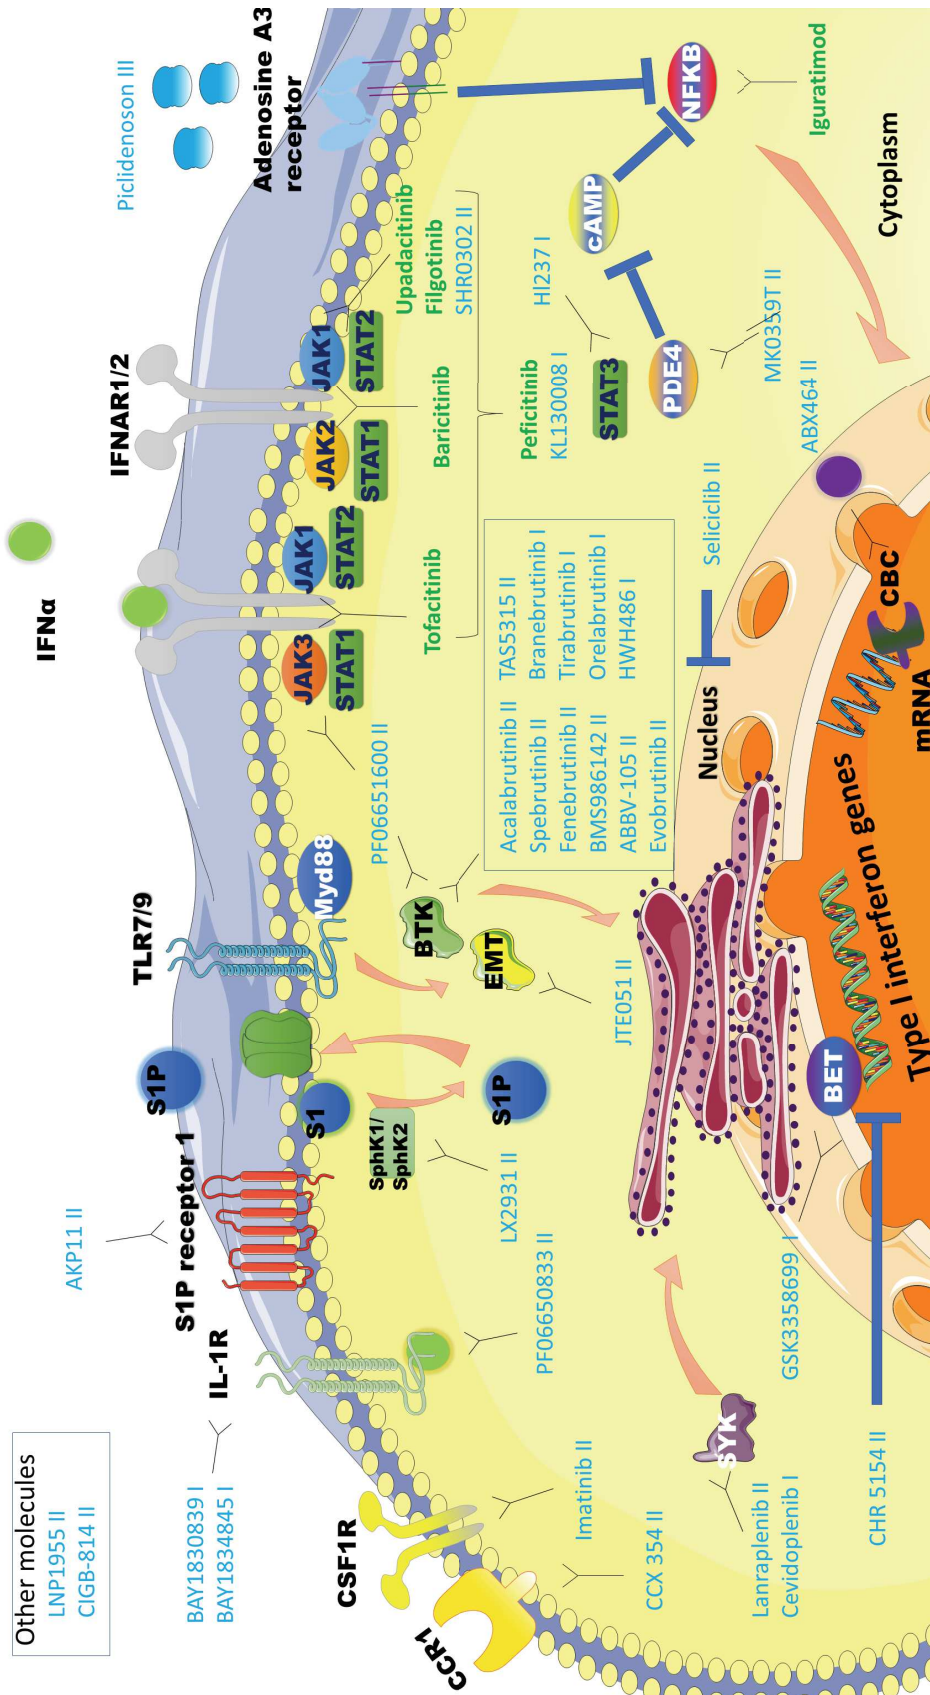 Other molecules
LNP1955 II
CIGB-814 II
AKP11 II
IFNα
Piclidenoson III
BAY1830839 I
BAY1834845 I
IL-1R
S1P receptor 1
S1P
TLR7/9
IFNAR1/2
Adenosine A3
receptor
CSF1R
CCR1
S1
SphK1/
SphK2
S1P
Myd88
JAK3
STAT1
JAK1
STAT2
JAK2
STAT1
JAK1
STAT2
PF06651600 II
Tofacitinib
Baricitinib
Upadacitinib
Filgotinib
SHR0302 II
Peficitinib
KL130008 I
HI237 I
STAT3
PDE4
cAMP
NFKB
Iguratimod
MK0359T II
ABX464 II
Cytoplasm
BTK
EMT
JTE051 II
LX2931 II
PF06650833 II
Imatinib II
CCX 354 II
SYK
Lanraplenib II
Cevidoplenib I
Acalabrutinib II
Spebrutinib II
Fenebrutinib II
BMS986142 II
ABBV-105 II
Evobrutinib II
TAS5315 II
Branebrutinib I
Tirabrutinib I
Orelabrutinib I
HWH486 I
Seliciclib II
Nucleus
GSK3358699 I
CHR 5154 II
BET
Type I interferon genes
mRNA
CBC